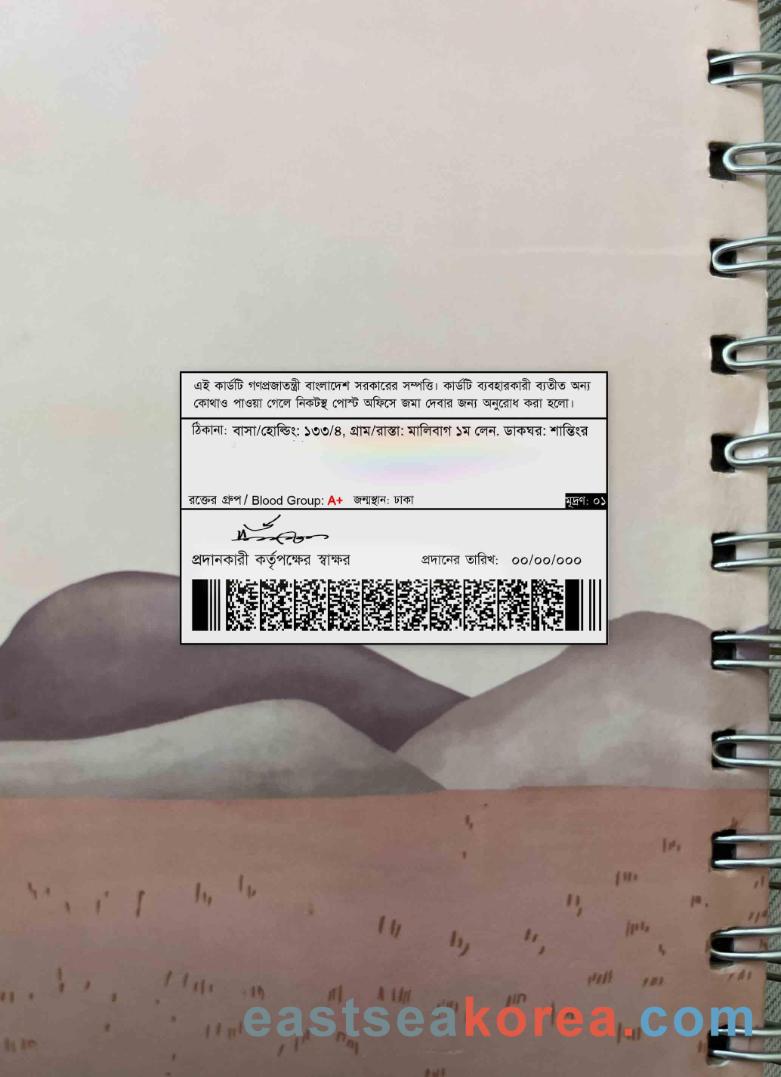 এই কার্ডটি গণপ্রজাতন্ত্রী বাংলাদেশ সরকারের সম্পত্তি। কার্ডটি ব্যবহারকারী ব্যতীত অন্য
কোথাও পাওয়া গেলে নিকটস্থ পোস্ট অফিসে জমা দেবার জন্য অনুরোধ করা হলো।
ঠিকানা: বাসা/হোল্ডিং: ১৩৩/৪, গ্রাম/রাস্তা: মালিবাগ ১ম লেন. ডাকঘর: শান্তিংর
রক্তের গ্রুপ / Blood Group: A+ জন্মস্থান: ঢাকা মূদ্রণ: ০১
প্রদানকারী কর্তৃপক্ষের স্বাক্ষর প্রদানের তারিখ: ০০/০০/০০০
eastseakorea.com